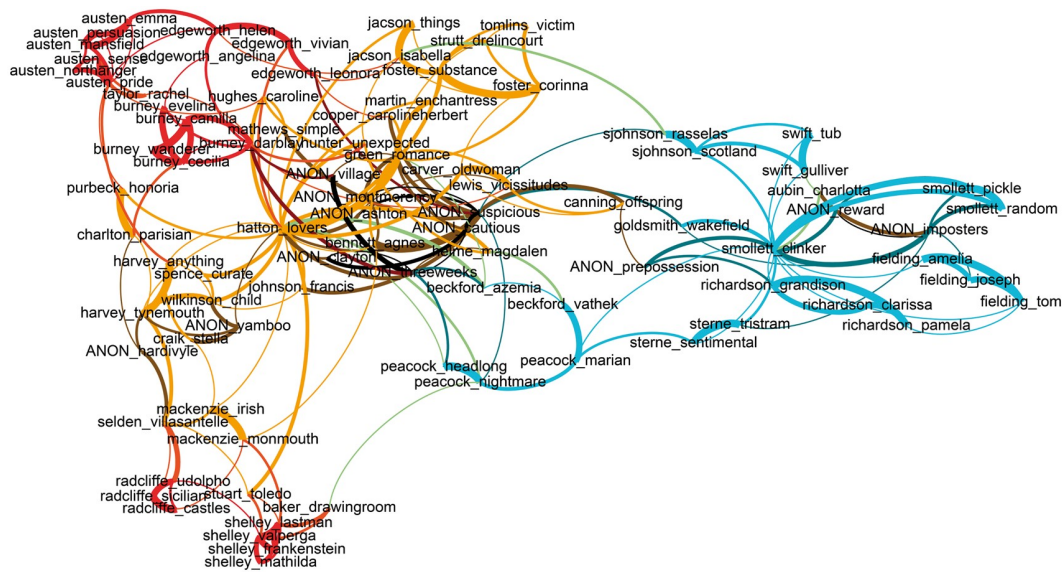 austen_emma
austen_persuasion
edgeworth_helen
austen_mansfield
edgeworth_vivian
austen_sense
edgeworth_angelina
austen_northanger
edgeworth_leonora
austen_pride
taylor_rachel
hughes_caroline
burney_evelina
burney_camilla
mathews_simple
burney_wanderer
burney_darblay
hunter_unexpected
burney_cecilia
jacson_things
tomlins_victim
strutt_drelincourt
jacson_isabella
foster_substance
foster_corinna
martin_enchantress
cooper_caroline
herbert
green_romance
carver_oldwoman
ANON_village
lewis_vicissitudes
ANON_montmorency
canning_offspring
ANON_ashton
ANON_suspicious
hatton_lovers
ANON_cautious
bennett_agnes
helme_magdalen
ANON_clayton
ANON_threeweeks
johnson_francis
beckford_azemia
purbeck_honoria
charlton_parisian
harvey_anything
spence_curate
wilkinson_child
harvey_tynemouth
ANON_yamboo
craik_stella
ANON_hardivyle
sjohnson_rasselas
swift_tub
sjohnson_scotland
swift_gulliver
aubin_charlotta
smollett_pickle
ANON_reward
smollett_random
goldsmith_wakefield
ANON_imposters
smollett_clinker
fielding_amelia
ANON_prepossession
fielding_joseph
richardson_grandison
fielding_tom
beckford_vathek
richardson_clarissa
richardson_pamela
sterne_tristram
sterne_sentimental
peacock_marian
peacock_headlong
peacock_nightmare
mackenzie_irish
selden_villasantelle
mackenzie_monmouth
radcliffe_udolpho
radcliffe_sicilian
stuart_toledo
radcliffe_castles
baker_drawingroom
shelley_lastman
shelley_valperga
shelley_frankenstein
shelley_mathilda